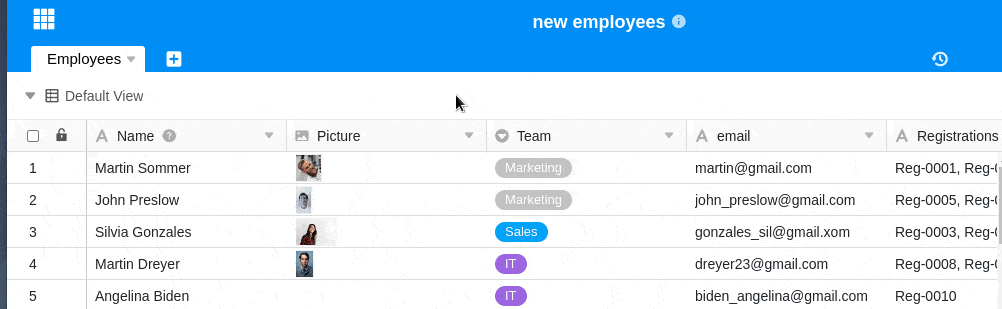 new employees
Employees
Default View
Name Picture Team email Registrations
1 Martin Sommer Marketing martin@gmail.com Reg-0001, Reg-
2 John Preslow Marketing john_preslow@gmail.com Reg-0005, Reg-
3 Silvia Gonzales Sales gonzales_sil@gmail.xom Reg-0003, Reg-
4 Martin Dreyer IT dreyer23@gmail.com Reg-0008, Reg-
5 Angelina Biden IT biden_angelina@gmail.com Reg-0010